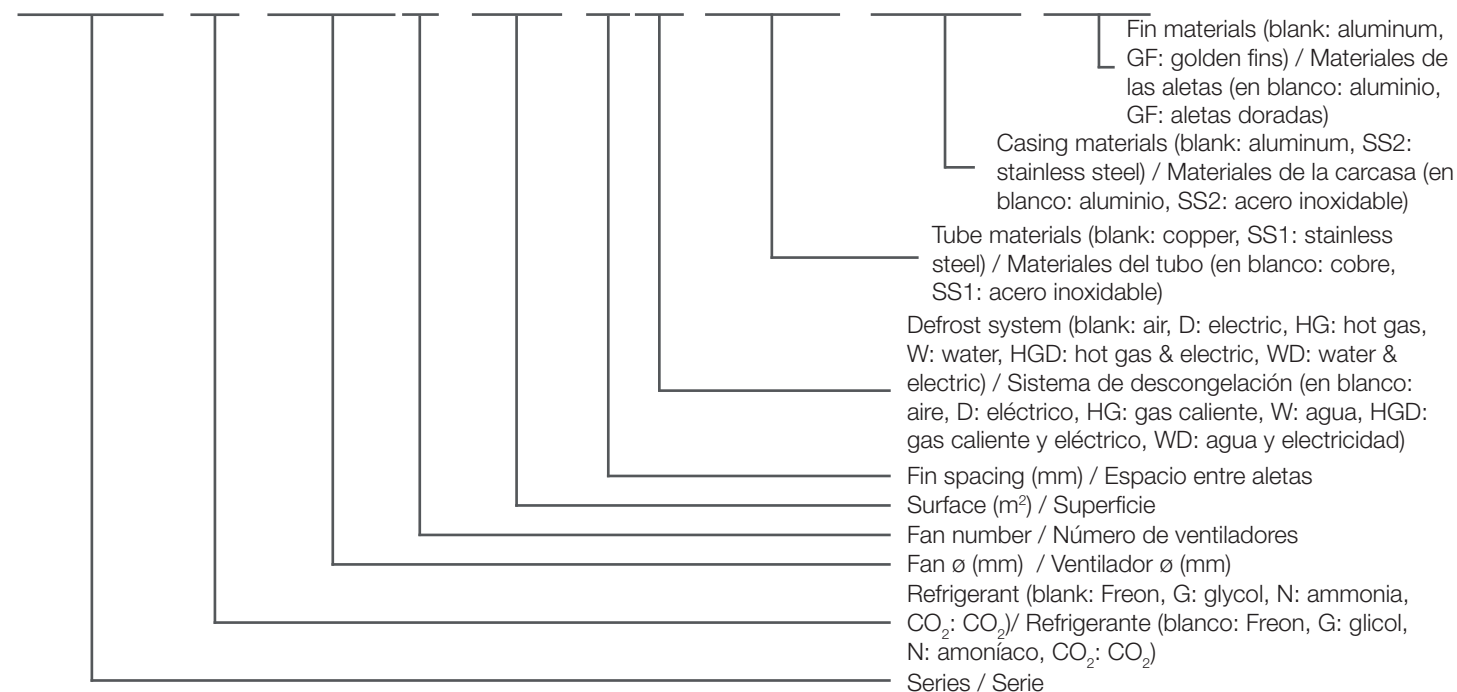 Fin materials (blank: aluminum,
GF: golden fins) / Materiales de
las aletas (en blanco: aluminio,
GF: aletas doradas)
Casing materials (blank: aluminum, SS2:
stainless steel) / Materiales de la carcasa (en
blanco: aluminio, SS2: acero inoxidable)
Tube materials (blank: copper, SS1: stainless
steel) / Materiales del tubo (en blanco: cobre,
SS1: acero inoxidable)
Defrost system (blank: air, D: electric, HG: hot gas,
W: water, HGD: hot gas & electric, WD: water &
electric) / Sistema de descongelación (en blanco:
aire, D: eléctrico, HG: gas caliente, W: agua, HGD:
gas caliente y eléctrico, WD: agua y electricidad)
Fin spacing (mm) / Espacio entre aletas
Surface (m²) / Superficie
Fan number / Número de ventiladores
Fan ø (mm) / Ventilador ø (mm)
Refrigerant (blank: Freon, G: glycol, N: ammonia,
CO₂: CO₂)/ Refrigerante (blanco: Freon, G: glicol,
N: amoníaco, CO₂: CO₂)
Series / Serie